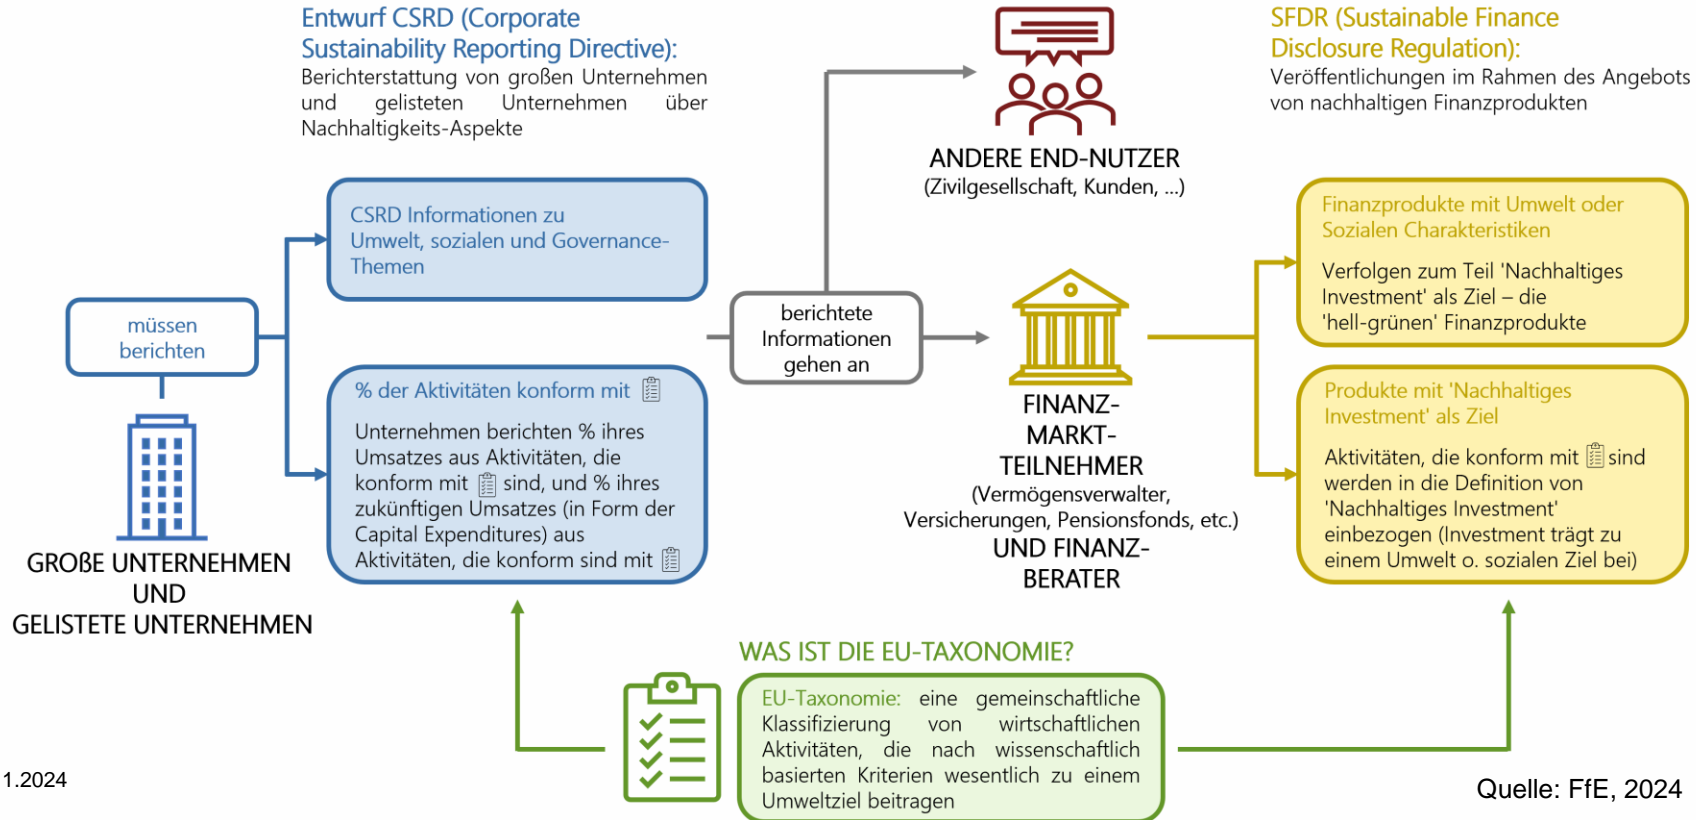 Entwurf CSRD (Corporate
Sustainability Reporting Directive):
Berichterstattung von großen Unternehmen
und gelisteten Unternehmen über
Nachhaltigkeits-Aspekte
SFDR (Sustainable Finance
Disclosure Regulation):
Veröffentlichungen im Rahmen des Angebots
von nachhaltigen Finanzprodukten
ANDERE END-NUTZER
(Zivilgesellschaft, Kunden, ...)
müssen
berichten
GROßE UNTERNEHMEN
UND
GELISTETE UNTERNEHMEN
CSRD Informationen zu
Umwelt, sozialen und Governance-
Themen
% der Aktivitäten konform mit
Unternehmen berichten % ihres
Umsatzes aus Aktivitäten, die
konform mit sind, und % ihres
zukünftigen Umsatzes (in Form der
Capital Expenditures) aus
Aktivitäten, die konform sind mit
berichtete
Informationen
gehen an
FINANZ-
MARKT-
TEILNEHMER
(Vermögensverwalter,
Versicherungen, Pensionsfonds, etc.)
UND FINANZ-
BERATER
Finanzprodukte mit Umwelt oder
Sozialen Charakteristiken
Verfolgen zum Teil 'Nachhaltiges
Investment' als Ziel – die
'hell-grünen' Finanzprodukte
Produkte mit 'Nachhaltiges
Investment' als Ziel
Aktivitäten, die konform mit sind
werden in die Definition von
'Nachhaltiges Investment'
einbezogen (Investment trägt zu
einem Umwelt o. sozialen Ziel bei)
WAS IST DIE EU-TAXONOMIE?
EU-Taxonomie: eine gemeinschaftliche
Klassifizierung von wirtschaftlichen
Aktivitäten, die nach wissenschaftlich
basierten Kriterien wesentlich zu einem
Umweltziel beitragen
1.2024
Quelle: FfE, 2024